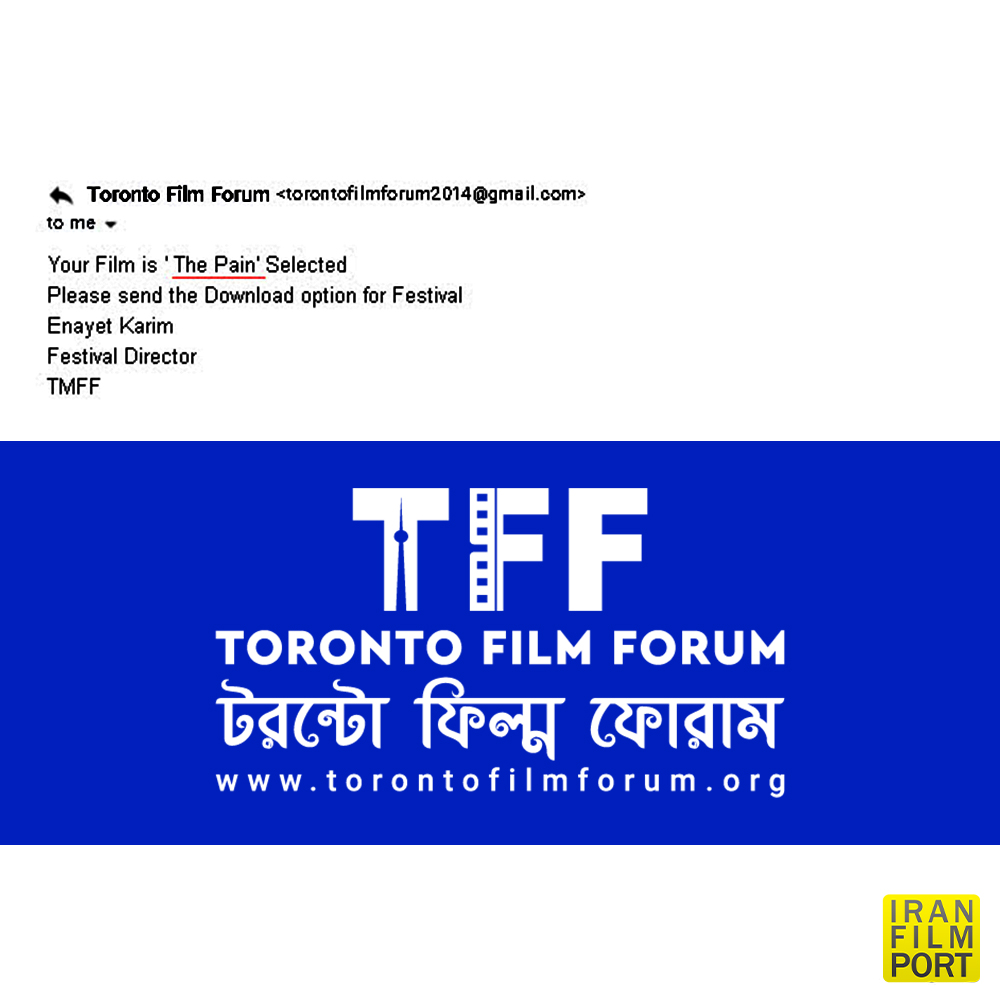 Toronto Film Forum <torontofilmforum2014@gmail.com>
to me
Your Film is ' The Pain' Selected
Please send the Download option for Festival
Enayet Karim
Festival Director
TMFF
TFF
TORONTO FILM FORUM
টরন্টো ফিল্ম ফোরাম
www.torontofilmforum.org
IRAN
FILM
PORT